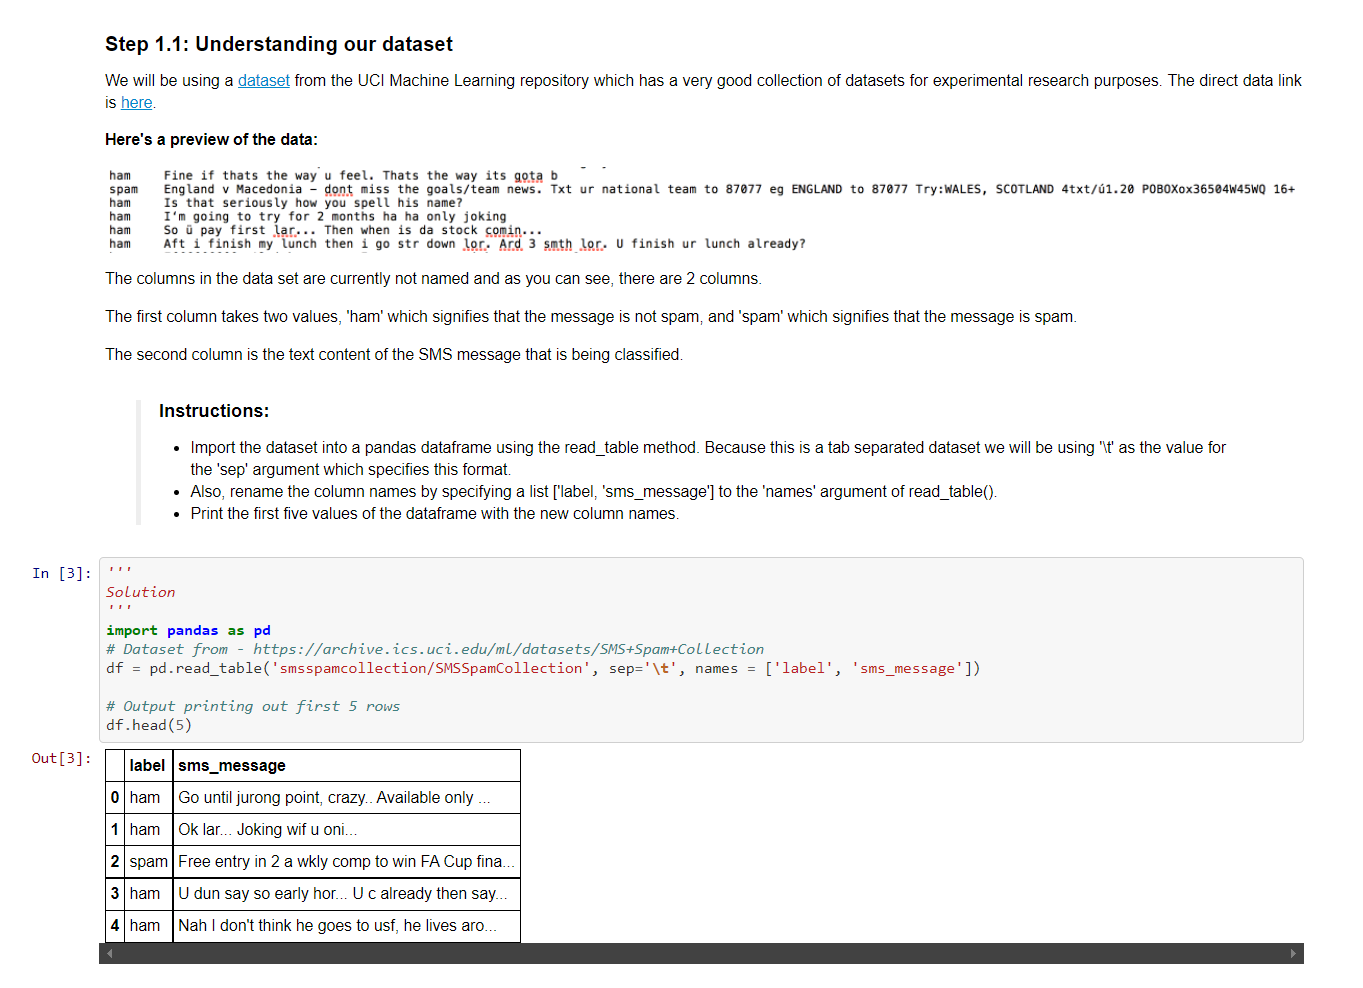 Step 1.1: Understanding our dataset
We will be using a dataset from the UCI Machine Learning repository which has a very good collection of datasets for experimental research purposes. The direct data link
is here.
Here's a preview of the data:
ham Fine if thats the way u feel. Thats the way its gota b
spam England v Macedonia – dont miss the goals/team news. Txt ur national team to 87077 eg ENGLAND to 87077 Try:WALES, SCOTLAND 4txt/ú1.20 POBOXox36504W45WQ 16+
ham Is that seriously how you spell his name?
ham I'm going to try for 2 months ha ha only joking
ham So ü pay first lar... Then when is da stock comin...
ham Aft i finish my lunch then i go str down lor. Ard 3 smth lor. U finish ur lunch already?
The columns in the data set are currently not named and as you can see, there are 2 columns.
The first column takes two values, 'ham' which signifies that the message is not spam, and 'spam' which signifies that the message is spam.
The second column is the text content of the SMS message that is being classified.
Instructions:
• Import the dataset into a pandas dataframe using the read_table method. Because this is a tab separated dataset we will be using '\t' as the value for
the 'sep' argument which specifies this format.
• Also, rename the column names by specifying a list ['label, 'sms_message'] to the 'names' argument of read_table().
• Print the first five values of the dataframe with the new column names.
In [3]: '''
Solution
'''
import pandas as pd
# Dataset from - https://archive.ics.uci.edu/ml/datasets/SMS+Spam+Collection
df = pd.read_table('smsspamcollection/SMSSpamCollection', sep='\t', names = ['label', 'sms_message'])
# Output printing out first 5 rows
df.head(5)
Out[3]:
label sms_message
0 ham Go until jurong point, crazy.. Available only ...
1 ham Ok lar... Joking wif u oni...
2 spam Free entry in 2 a wkly comp to win FA Cup fina...
3 ham U dun say so early hor... U c already then say...
4 ham Nah I don't think he goes to usf, he lives aro...